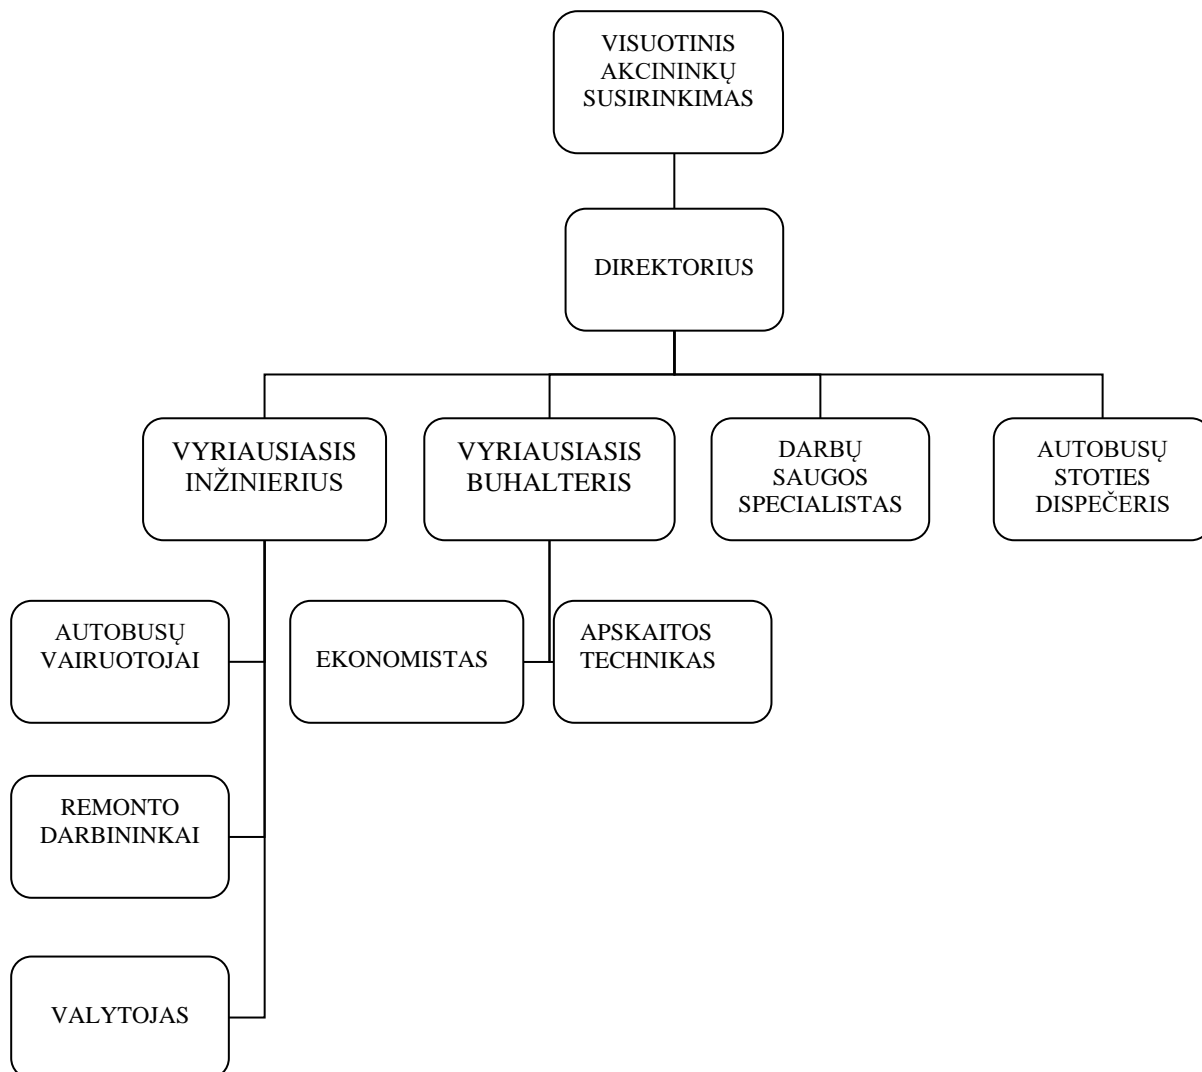 VISUOTINIS
AKCININKŲ
SUSIRINKIMAS
DIREKTORIUS
VYRIAUSIASIS
INŽINIERIUS
VYRIAUSIASIS
BUHALTERIS
DARBŲ
SAUGOS
SPECIALISTAS
AUTOBUSŲ
STOTIES
DISPEČERIS
AUTOBUSŲ
VAIRUOTOJAI
EKONOMISTAS
APSKAITOS
TECHNIKAS
REMONTO
DARBININKAI
VALYTOJAS